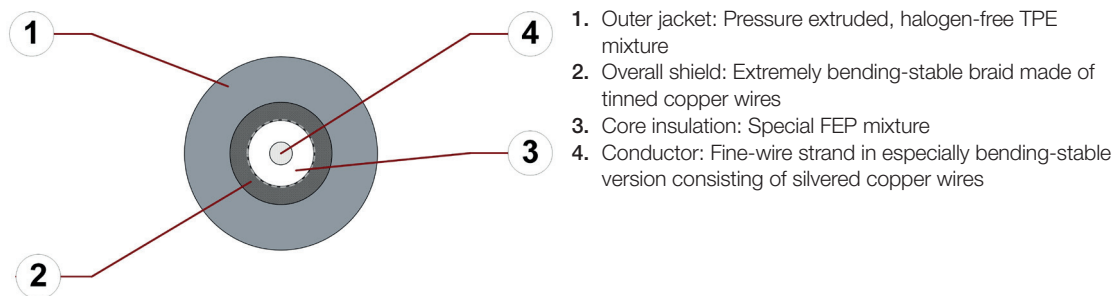 1
4
3
2
1. Outer jacket: Pressure extruded, halogen-free TPE
mixture
2. Overall shield: Extremely bending-stable braid made of
tinned copper wires
3. Core insulation: Special FEP mixture
4. Conductor: Fine-wire strand in especially bending-stable
version consisting of silvered copper wires